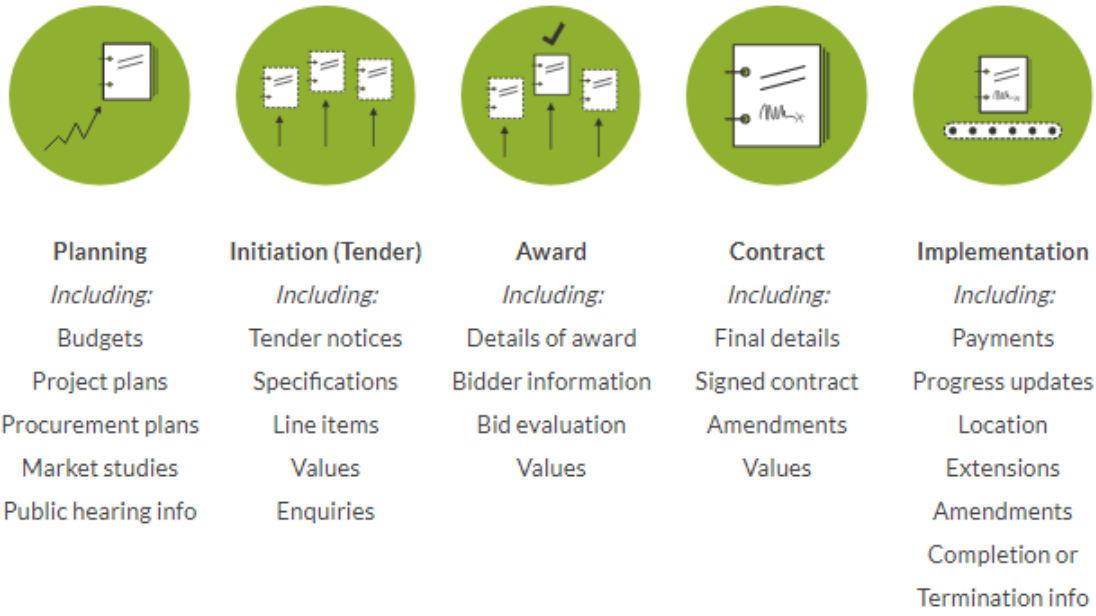 Planning
Including:
Budgets
Project plans
Procurement plans
Market studies
Public hearing info
Initiation (Tender)
Including:
Tender notices
Specifications
Line items
Values
Enquiries
Award
Including:
Details of award
Bidder information
Bid evaluation
Values
Contract
Including:
Final details
Signed contract
Amendments
Values
Implementation
Including:
Payments
Progress updates
Location
Extensions
Amendments
Completion or
Termination info